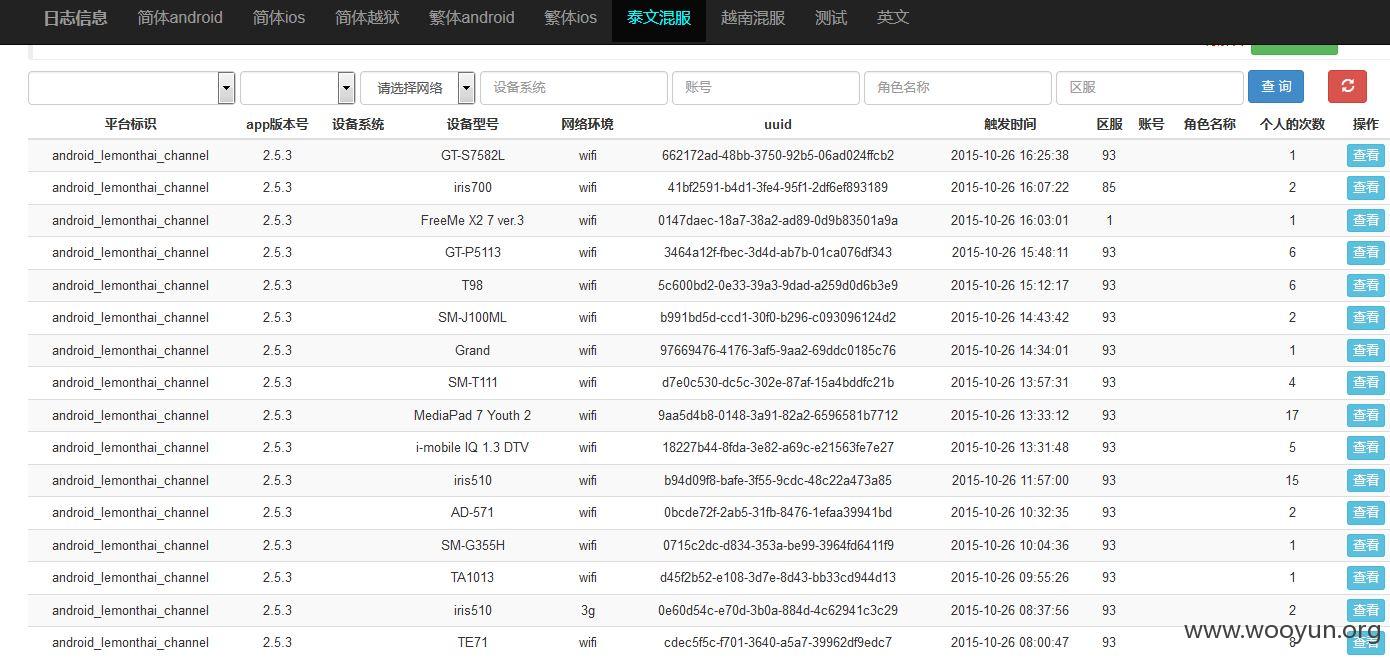 日志信息 简体android 简体ios 简体越狱 繁体android 繁体ios 泰文混服 越南混服 测试 英文
请选择网络 设备系统 账号 角色名称 区服 查 询
平台标识 app版本号 设备系统 设备型号 网络环境 uuid 触发时间 区服 账号 角色名称 个人的次数 操作
android_lemonthai_channel 2.5.3 GT-S7582L wifi 662172ad-48bb-3750-92b5-06ad024ffcb2 2015-10-26 16:25:38 93 1 查看
android_lemonthai_channel 2.5.3 iris700 wifi 41bf2591-b4d1-3fe4-95f1-2df6ef893189 2015-10-26 16:07:22 85 2 查看
android_lemonthai_channel 2.5.3 FreeMe X2 7 ver.3 wifi 0147daec-18a7-38a2-ad89-0d9b83501a9a 2015-10-26 16:03:01 1 1 查看
android_lemonthai_channel 2.5.3 GT-P5113 wifi 3464a12f-fbec-3d4d-ab7b-01ca076df343 2015-10-26 15:48:11 93 6 查看
android_lemonthai_channel 2.5.3 T98 wifi 5c600bd2-0e33-39a3-9dad-a259d0d6b3e9 2015-10-26 15:12:17 93 6 查看
android_lemonthai_channel 2.5.3 SM-J100ML wifi b991bd5d-ccd1-30f0-b296-c093096124d2 2015-10-26 14:43:42 93 2 查看
android_lemonthai_channel 2.5.3 Grand wifi 97669476-4176-3af5-9aa2-69ddc0185c76 2015-10-26 14:34:01 93 1 查看
android_lemonthai_channel 2.5.3 SM-T111 wifi d7e0c530-dc5c-302e-87af-15a4bddfc21b 2015-10-26 13:57:31 93 4 查看
android_lemonthai_channel 2.5.3 MediaPad 7 Youth 2 wifi 9aa5d4b8-0148-3a91-82a2-6596581b7712 2015-10-26 13:33:12 93 17 查看
android_lemonthai_channel 2.5.3 i-mobile IQ 1.3 DTV wifi 18227b44-8fda-3e82-a69c-e21563fe7e27 2015-10-26 13:31:48 93 5 查看
android_lemonthai_channel 2.5.3 iris510 wifi b94d09f8-bafe-3f55-9cdc-48c22a473a85 2015-10-26 11:57:00 93 15 查看
android_lemonthai_channel 2.5.3 AD-571 wifi 0bcde72f-2ab5-31fb-8476-1efaa39941bd 2015-10-26 10:32:35 93 2 查看
android_lemonthai_channel 2.5.3 SM-G355H wifi 0715c2dc-d834-353a-be99-3964fd6411f9 2015-10-26 10:04:36 93 1 查看
android_lemonthai_channel 2.5.3 TA1013 wifi d45f2b52-e108-3d7e-8d43-bb33cd944d13 2015-10-26 09:55:26 93 1 查看
android_lemonthai_channel 2.5.3 iris510 3g 0e60d54c-e70d-3b0a-884d-4c62941c3c29 2015-10-26 08:37:56 93 2 查看
android_lemonthai_channel 2.5.3 TE71 wifi cdec5f5c-f701-3640-a5a7-39962df9edc7 2015-10-26 08:00:47 93 8 查看
www.wooyun.org